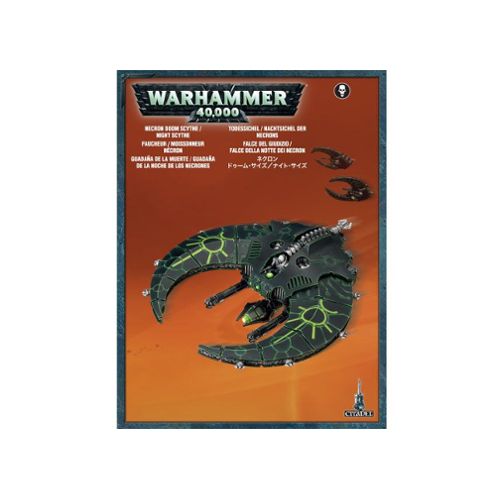 WARHAMMER
40,000
NECRON DOOM SCYTHE /
NIGHT SCYTHE
FAUCHEUR / MOISSONNEUR
NÉCRON
GUADAÑA DE LA MUERTE / GUADAÑA
DE LA NOCHE DE LOS NECRONES
TODESSICHEL / NACHTSICHEL DER
NECRONS
FALCE DEL GIUDIZIO /
FALCE DELLA NOTTE DEI NECRON
ネクロン
ドゥーム・サイズ／ナイト・サイズ
CITADEL